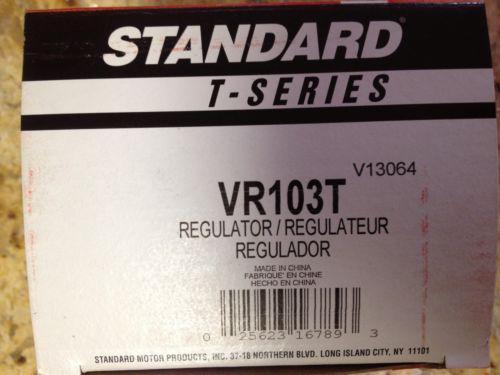 STANDARD®
T-SERIES
V13064
VR103T
REGULATOR/REGULATEUR
REGULADOR
MADE IN CHINA
FABRIQUE' EN CHINE
HECHO EN CHINA
0 25623 16789 3
STANDARD MOTOR PRODUCTS, INC. 37-18 NORTHERN BLVD. LONG ISLAND CITY, NY 11101